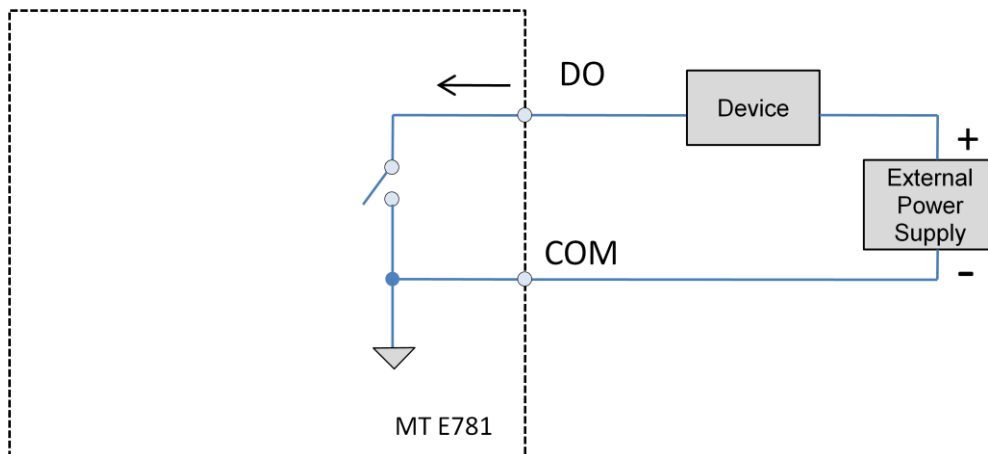 DO
Device
+
External
Power
Supply
COM
-
MT E781